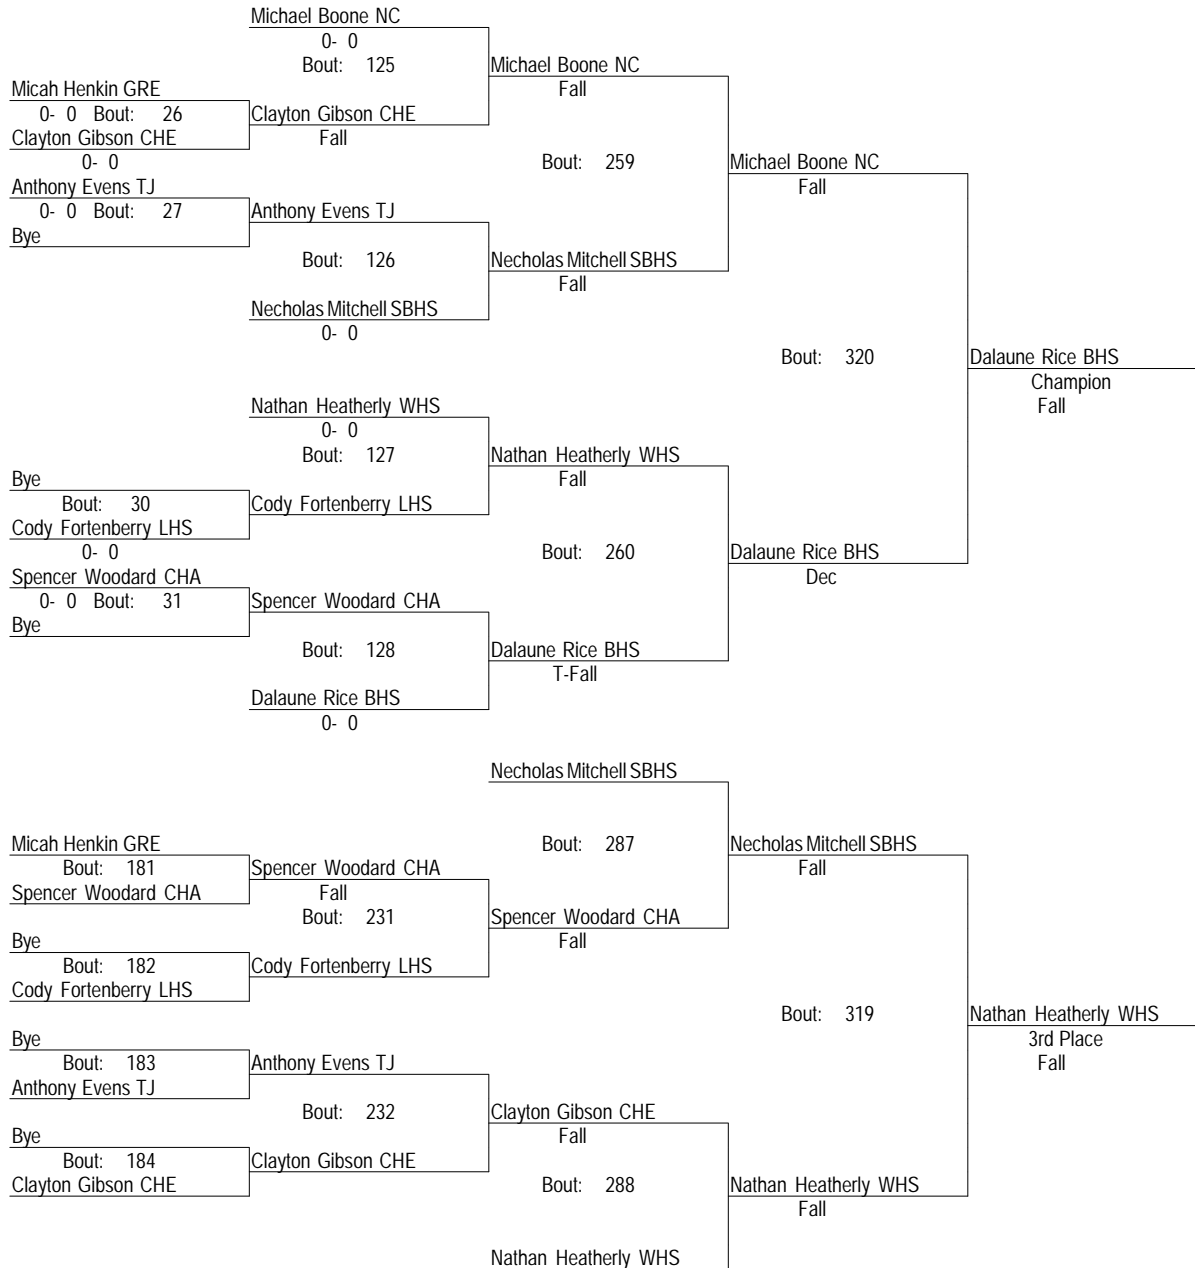 Michael Boone NC
0- 0
Bout: 125
Michael Boone NC
Fall
Micah Henkin GRE
0- 0 Bout: 26
Clayton Gibson CHE
Fall
Clayton Gibson CHE
0- 0
Bout: 259
Michael Boone NC
Fall
Anthony Evens TJ
0- 0 Bout: 27
Anthony Evens TJ
Bye
Bout: 126
Necholas Mitchell SBHS
Fall
Necholas Mitchell SBHS
0- 0
Bout: 320
Dalaune Rice BHS
Champion
Fall
Nathan Heatherly WHS
0- 0
Bout: 127
Nathan Heatherly WHS
Fall
Bye
Bout: 30
Cody Fortenberry LHS
Cody Fortenberry LHS
0- 0
Bout: 260
Dalaune Rice BHS
Dec
Spencer Woodard CHA
0- 0 Bout: 31
Spencer Woodard CHA
Bye
Bout: 128
Dalaune Rice BHS
T-Fall
Dalaune Rice BHS
0- 0
Necholas Mitchell SBHS
Micah Henkin GRE
Bout: 181
Spencer Woodard CHA
Fall
Spencer Woodard CHA
Bout: 287
Necholas Mitchell SBHS
Fall
Bout: 231
Spencer Woodard CHA
Fall
Bye
Bout: 182
Cody Fortenberry LHS
Cody Fortenberry LHS
Bout: 319
Nathan Heatherly WHS
3rd Place
Fall
Bye
Bout: 183
Anthony Evens TJ
Anthony Evens TJ
Bout: 232
Clayton Gibson CHE
Fall
Bye
Bout: 184
Clayton Gibson CHE
Clayton Gibson CHE
Bout: 288
Nathan Heatherly WHS
Fall
Nathan Heatherly WHS